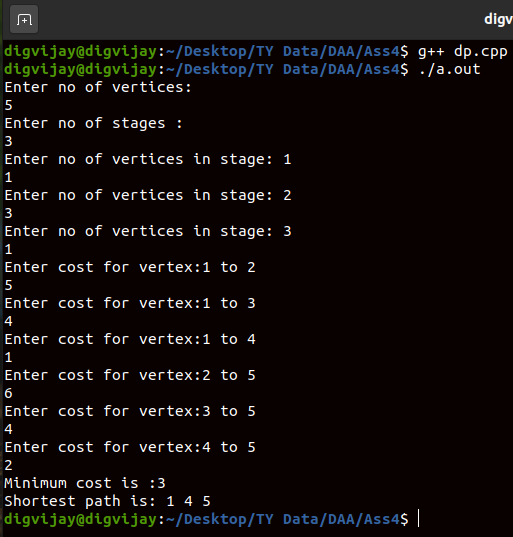 digv
digvijay@digvijay:~/Desktop/TY Data/DAA/Ass4$ g++ dp.cpp
digvijay@digvijay:~/Desktop/TY Data/DAA/Ass4$ ./a.out
Enter no of vertices:
5
Enter no of stages :
3
Enter no of vertices in stage: 1
1
Enter no of vertices in stage: 2
3
Enter no of vertices in stage: 3
1
Enter cost for vertex:1 to 2
5
Enter cost for vertex:1 to 3
4
Enter cost for vertex:1 to 4
1
Enter cost for vertex:2 to 5
6
Enter cost for vertex:3 to 5
4
Enter cost for vertex:4 to 5
2
Minimum cost is :3
Shortest path is: 1 4 5
digvijay@digvijay:~/Desktop/TY Data/DAA/Ass4$